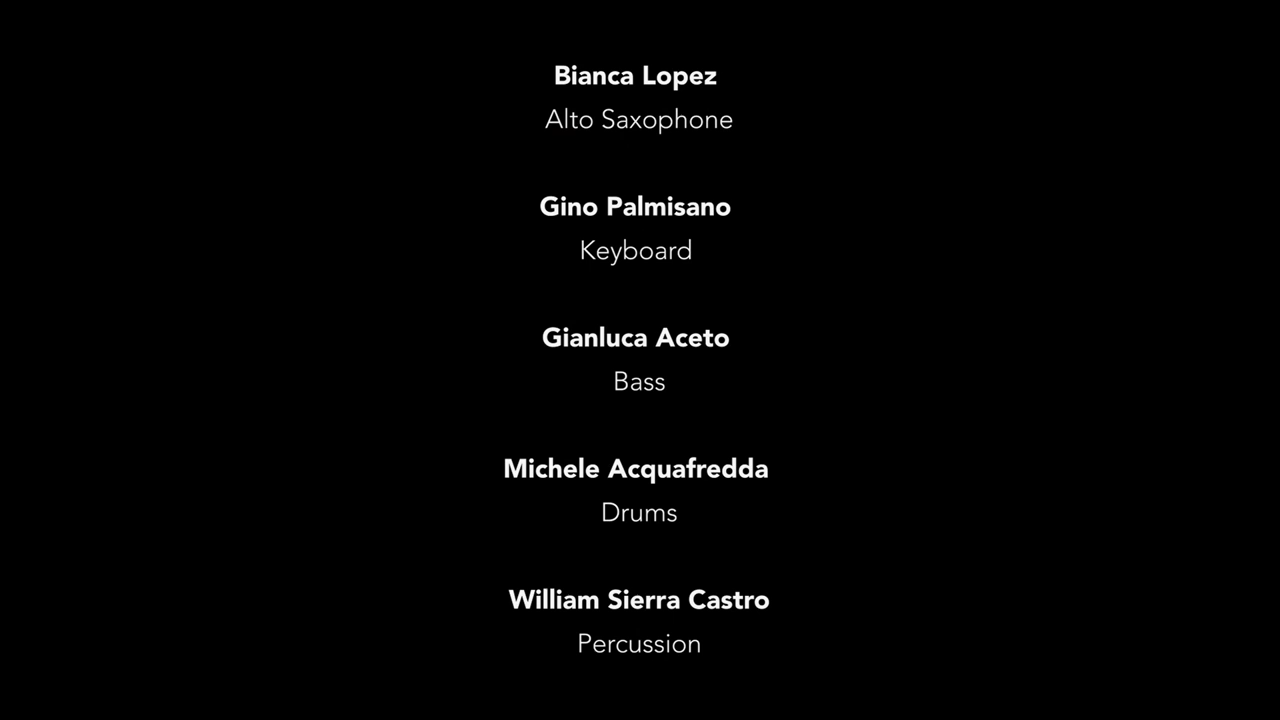 Bianca Lopez
Alto Saxophone
Gino Palmisano
Keyboard
Gianluca Aceto
Bass
Michele Acquafredda
Drums
William Sierra Castro
Percussion